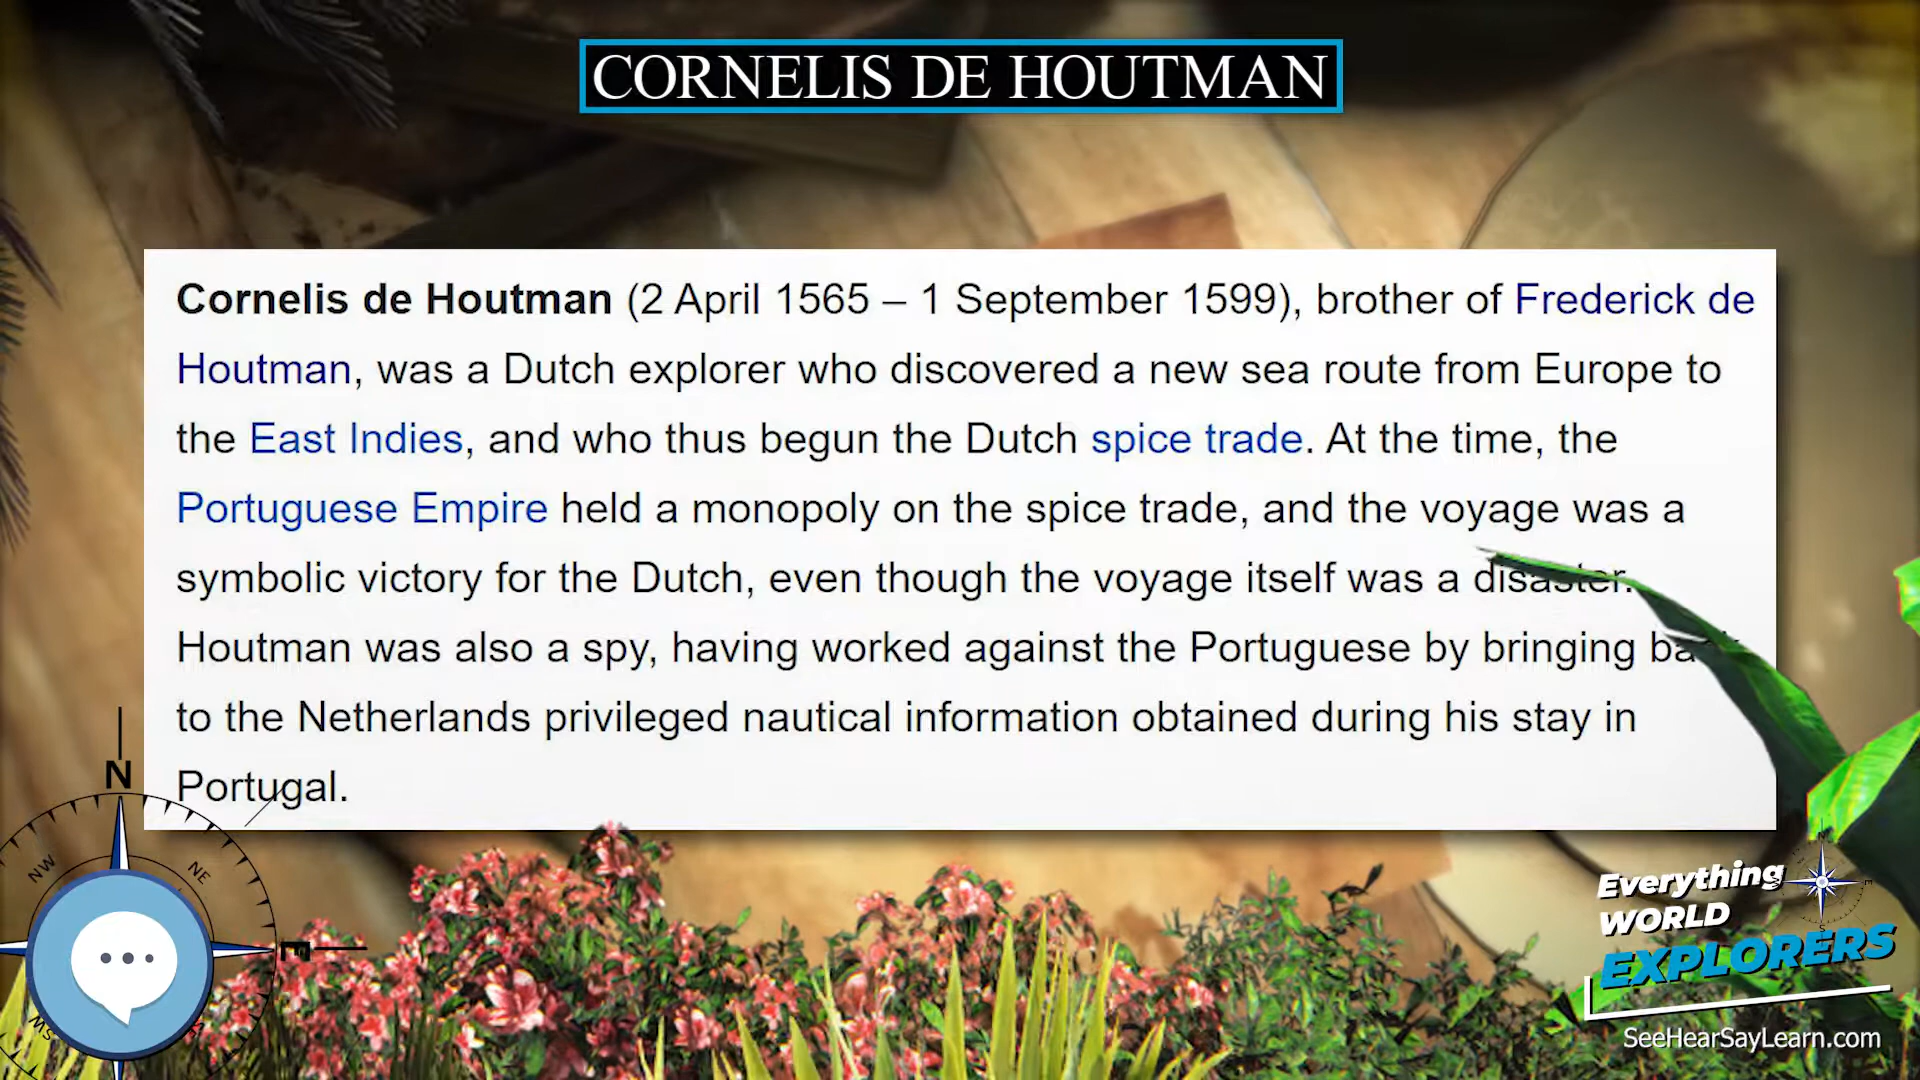 CORNELIS DE HOUTMAN
Cornelis de Houtman (2 April 1565 – 1 September 1599), brother of Frederick de
Houtman, was a Dutch explorer who discovered a new sea route from Europe to
the East Indies, and who thus begun the Dutch spice trade. At the time, the
Portuguese Empire held a monopoly on the spice trade, and the voyage was a
symbolic victory for the Dutch, even though the voyage itself was a disaster.
Houtman was also a spy, having worked against the Portuguese by bringing back
to the Netherlands privileged nautical information obtained during his stay in
Portugal.
N
NW
NE
E
SW
Everything
WORLD
EXPLORERS
SeeHearSayLearn.com